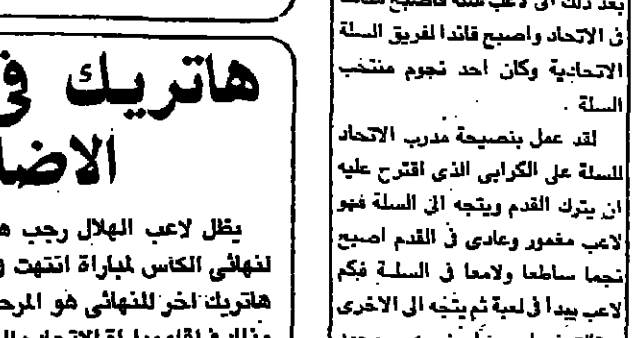 بعد ذلك الى لاعب سلة فاصبح
فى الاتحاد واصبح قائدا لفريق السلة
الاتحادية وكان احد نجوم منتخب
السلة .
لقد عمل بنصيحة مدرب الاتحاد
للسلة على الكرابى الذى اقترح عليه
ان يترك القدم ويتجه الى السلة فهو
لاعب مغمور وعادى فى القدم اصبح
نجما ساطعا ولامعا فى السلة فكم
لاعب يبدأ فى لعبة ثم يتجه الى الاخرى
هاتريك فى
الاضا
يظل لاعب الهلال رجب
لنهائى الكاس لمباراة انتهت
هاتريك اخر للنهائى هو المرح